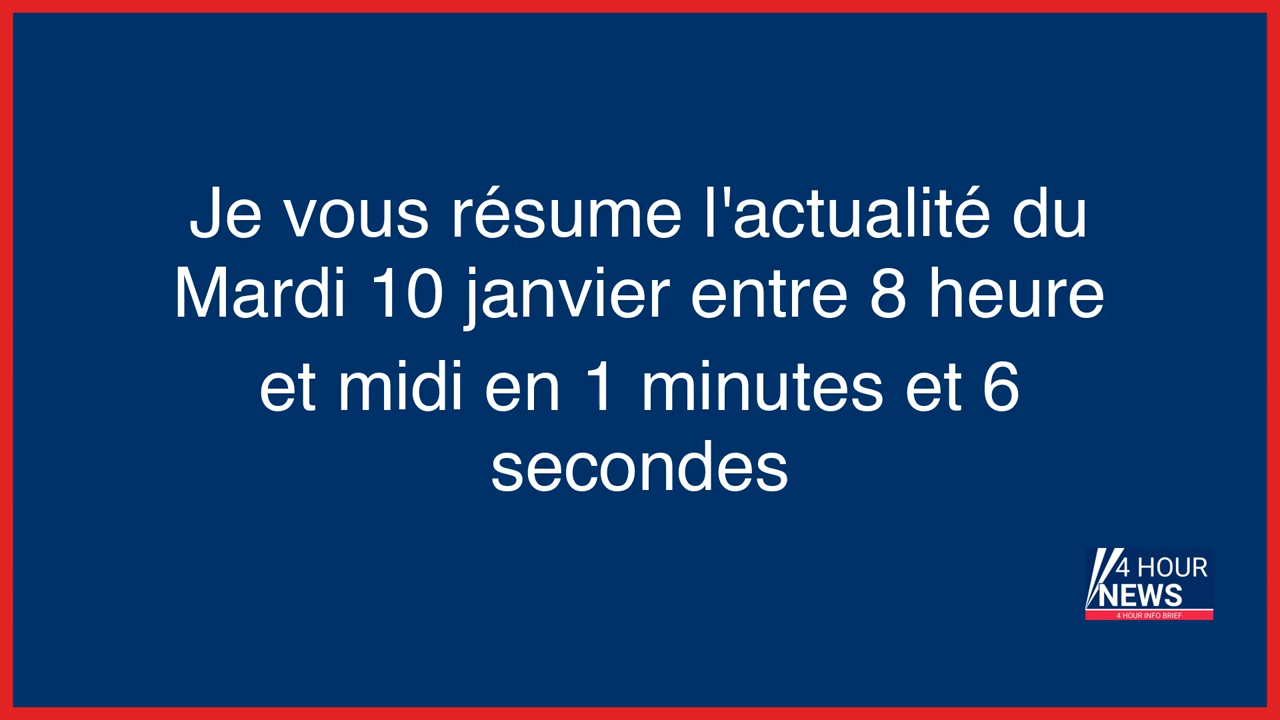 Je vous résume l'actualité du
Mardi 10 janvier entre 8 heure
et midi en 1 minutes et 6
secondes
4 HOUR
NEWS
4 HOUR INFO BRIEF